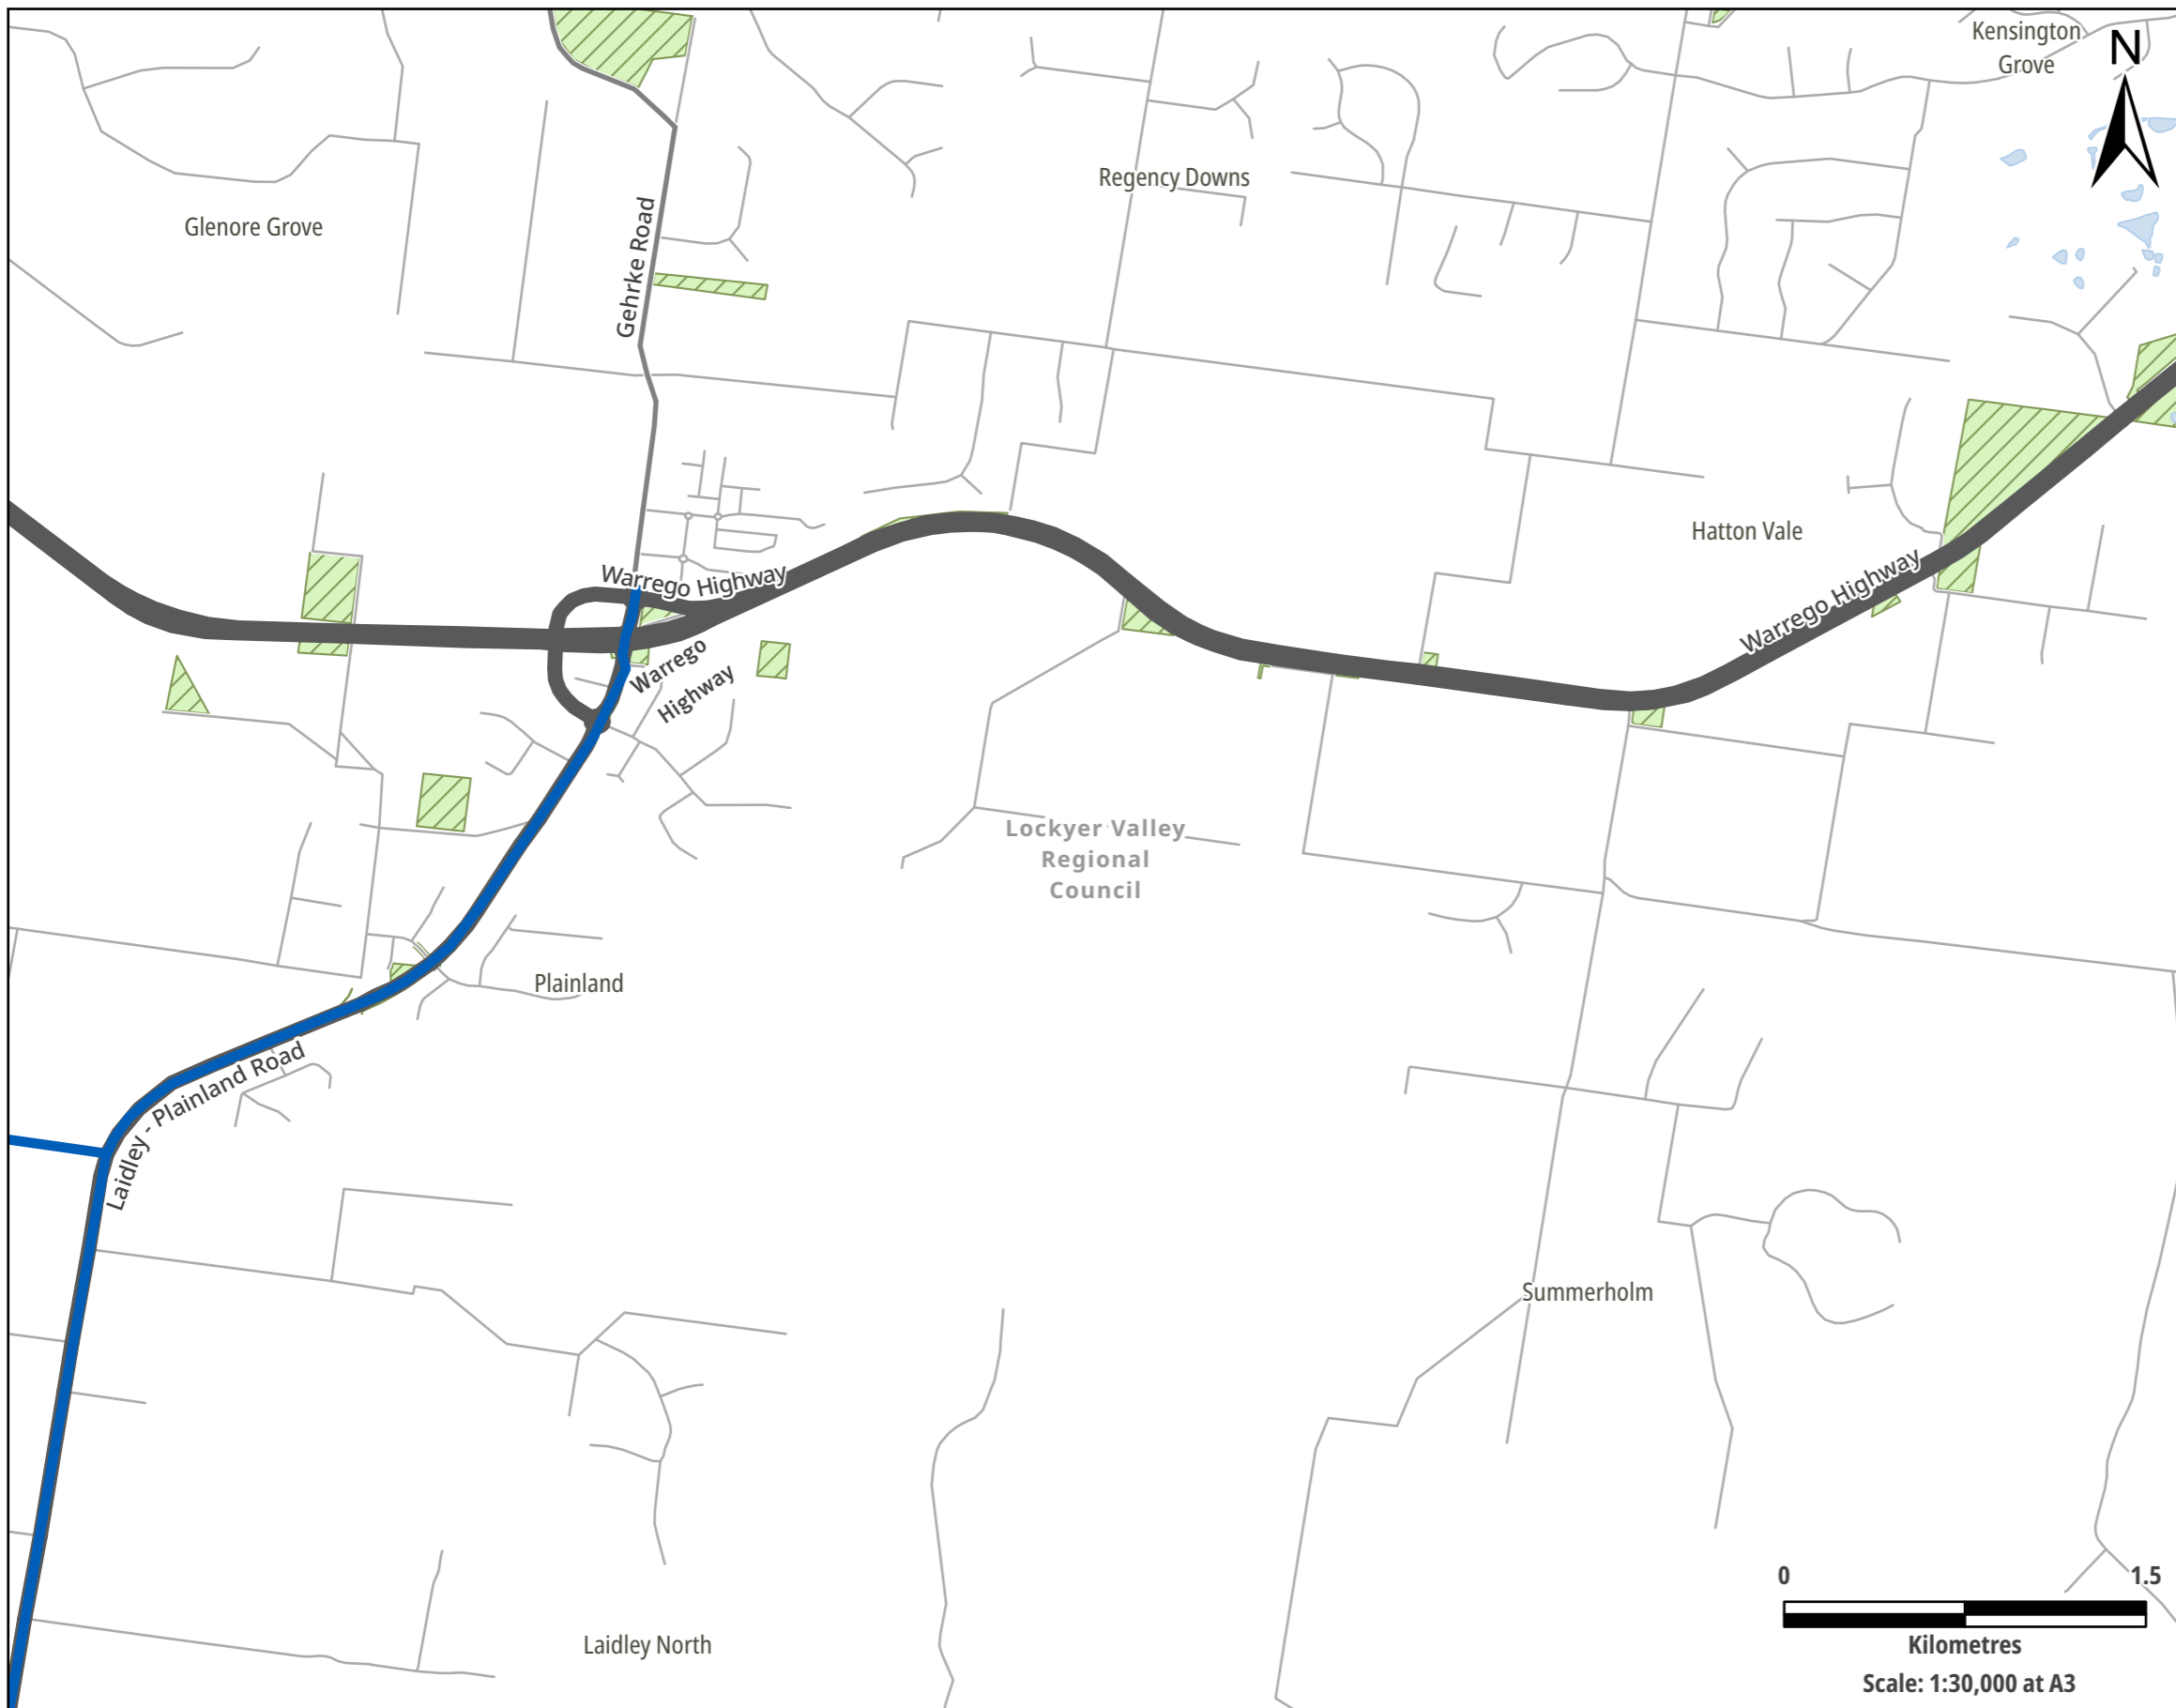 Kensington
Grove
N
Regency Downs
Glenore Grove
Gehrke Road
Hatton Vale
Warrego Highway
Warrego Highway
Warrego
Highway
Lockyer Valley
Regional
Council
Plainland
Laidley - Plainland Road
Summerholm
Laidley North
0 1.5
Kilometres
Scale: 1:30,000 at A3